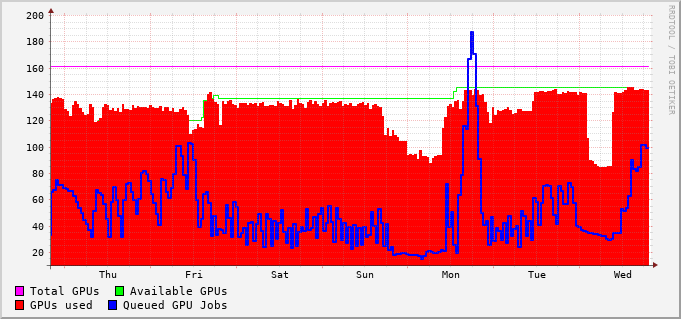 200
180
160
140
120
100
80
60
40
20
Thu Fri Sat Sun Mon Tue Wed
Total GPUs Available GPUs
GPUs used Queued GPU Jobs
RRDTOOL / TOBI OETIKER